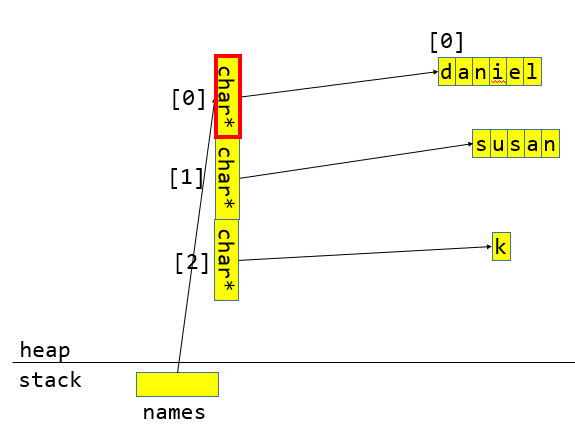 [0]
daniel
[0]
char*
susan
[1]
char*
k
[2]
char*
heap
stack
names